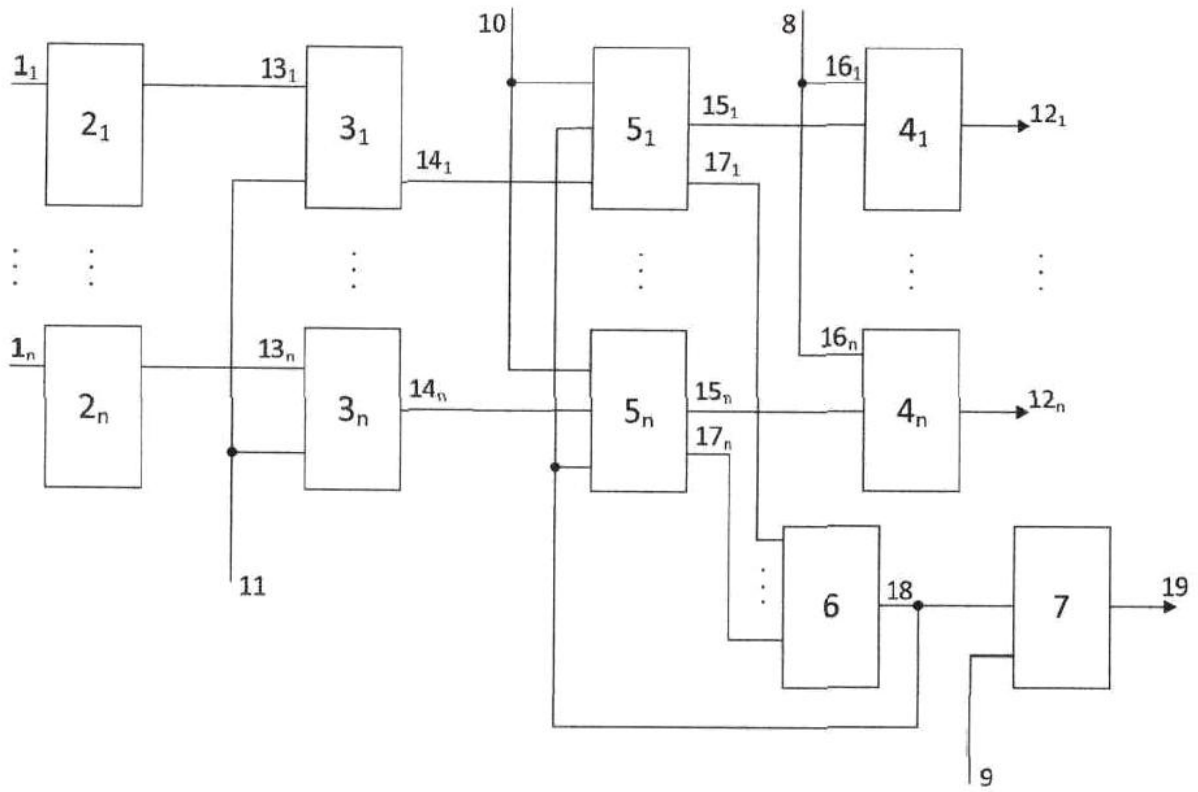 10 8
1₁ 13₁ 16₁
2₁ 3₁ 5₁ 15₁ 4₁ 12₁
14₁ 17₁
1ₙ 13ₙ 16ₙ
2ₙ 3ₙ 14ₙ 5ₙ 15ₙ 4ₙ 12ₙ
17ₙ
11 6 18 7 19
9